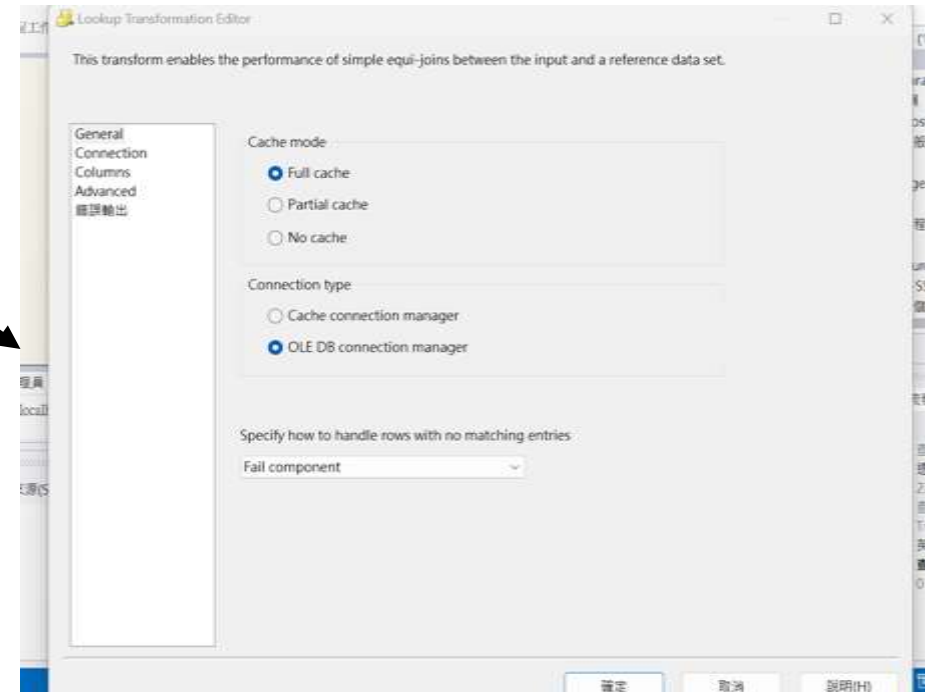 Lookup Transformation Editor
This transform enables the performance of simple equi-joins between the input and a reference data set.
General
Connection
Columns
Advanced
錯誤輸出
Cache mode
Full cache
Partial cache
No cache
Connection type
Cache connection manager
OLE DB connection manager
Specify how to handle rows with no matching entries
Fail component
確定
取消
說明(H)